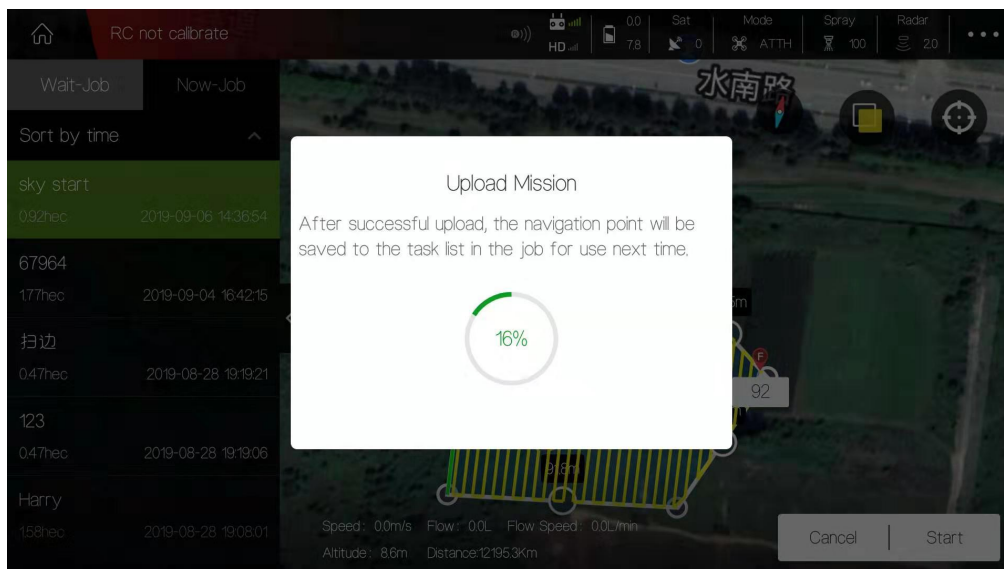 RC not calibrate
HD
0.0
7.8
Sat
0
Mode
ATTH
Spray
100
Radar
2.0
Wait-Job
Now-Job
Sort by time
sky start
0.92hec 2019-09-06 14:36:54
67964
1.77hec 2019-09-04 16:42:15
扫边
0.47hec 2019-08-28 19:19:21
123
0.47hec 2019-08-28 19:19:06
Harry
1.58hec 2019-08-28 19:08:01
水南路
Upload Mission
After successful upload, the navigation point will be
saved to the task list in the job for use next time.
16%
F
92
91.8m
Speed: 0.0m/s Flow: 0.0L Flow Speed: 0.0L/min
Altitude: 8.6m Distance:12195.3Km
Cancel
Start